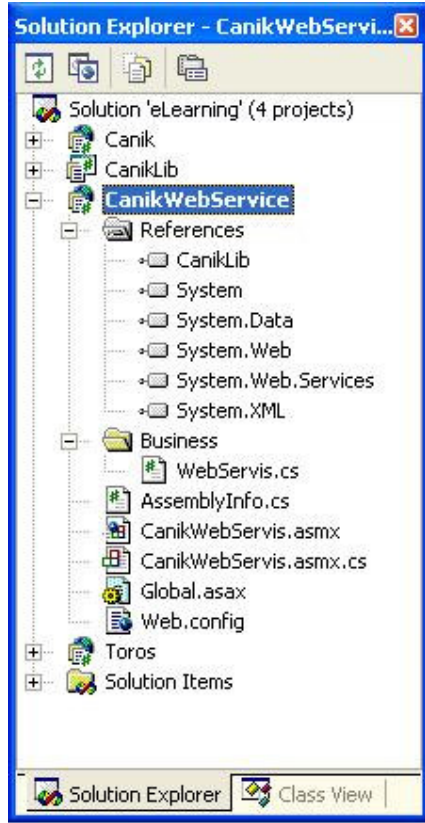 Solution Explorer - CanikWebServi...
Solution 'eLearning' (4 projects)
Canik
CanikLib
CanikWebService
References
CanikLib
System
System.Data
System.Web
System.Web.Services
System.XML
Business
WebServis.cs
AssemblyInfo.cs
CanikWebServis.asmx
CanikWebServis.asmx.cs
Global.asax
Web.config
Toros
Solution Items
Solution Explorer Class View